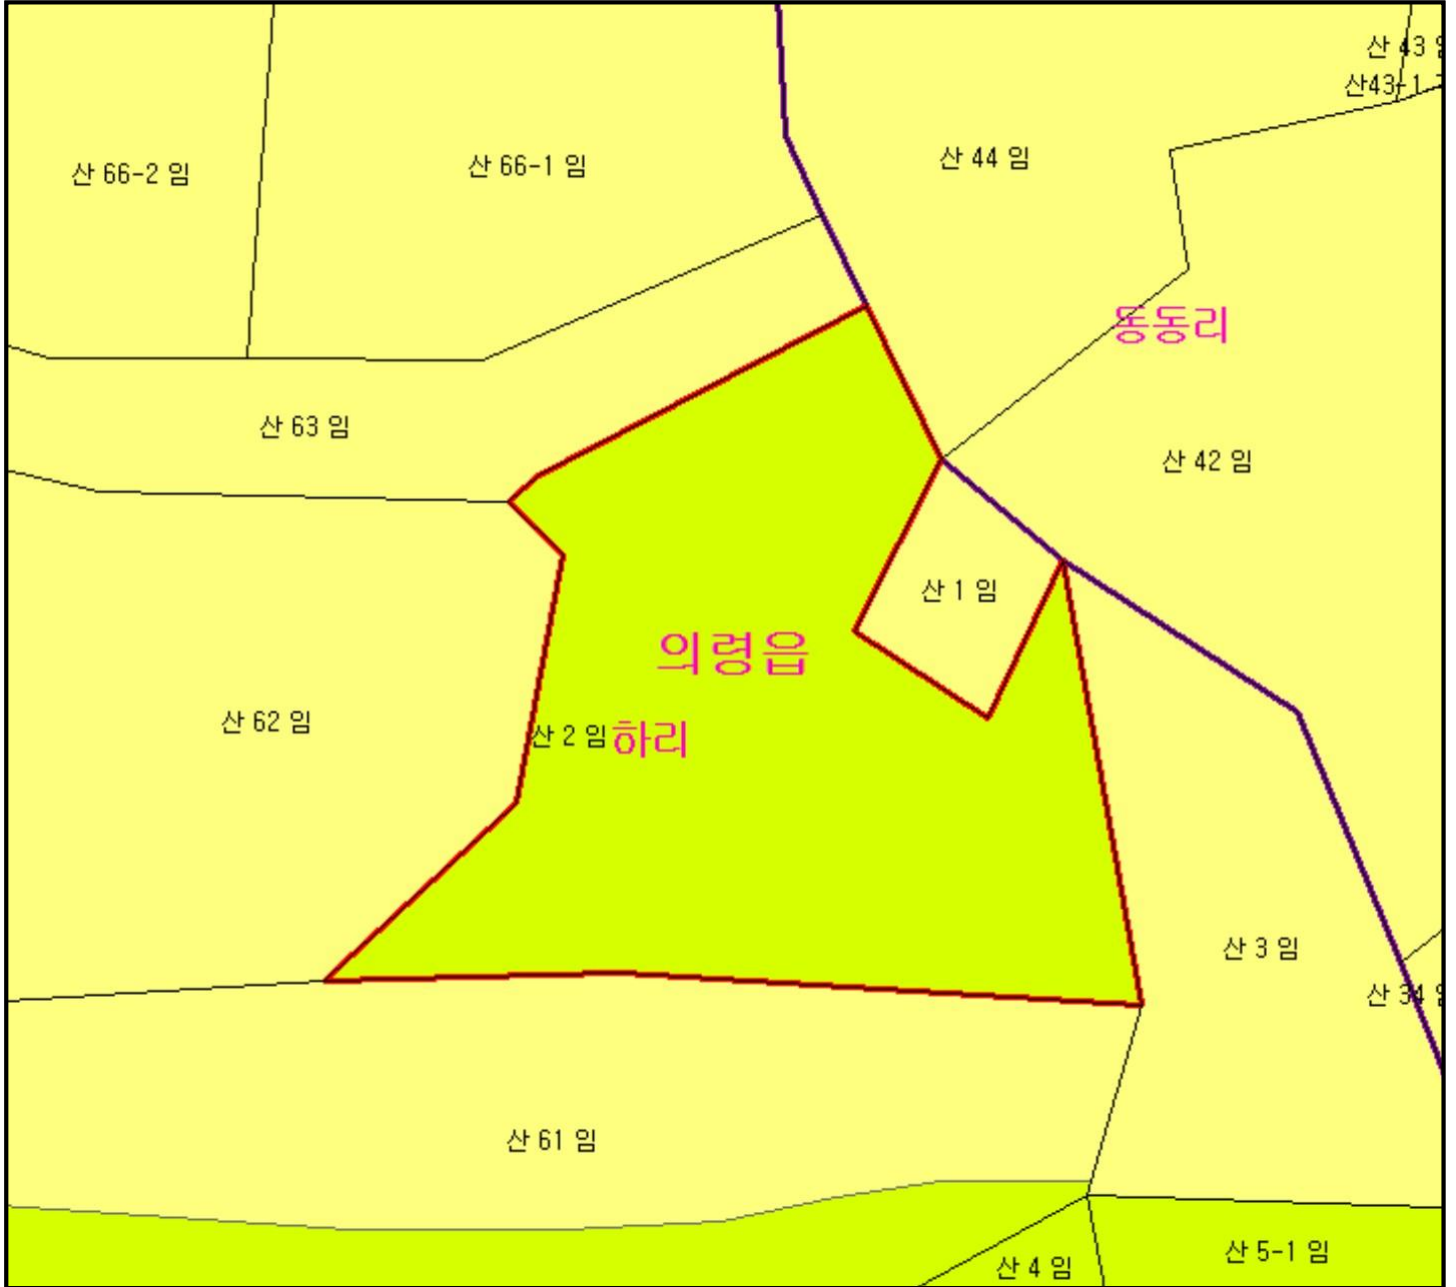 산 43
산43-1
산 66-2 임
산 66-1 임
산 44 임
동동리
산 63 임
산 42 임
산 1 임
의령읍
산 62 임
산 2 임
하리
산 3 임
산 34
산 61 임
산 4 임
산 5-1 임